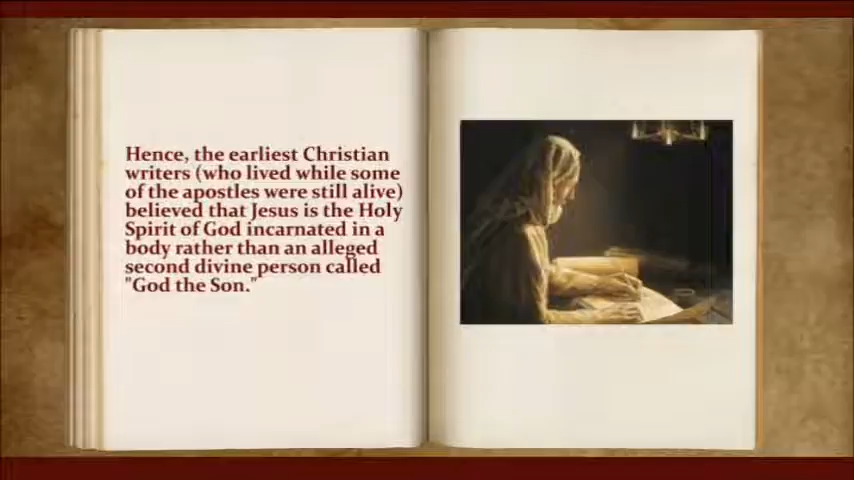 Hence, the earliest Christian
writers (who lived while some
of the apostles were still alive)
believed that Jesus is the Holy
Spirit of God incarnated in a
body rather than an alleged
second divine person called
"God the Son."